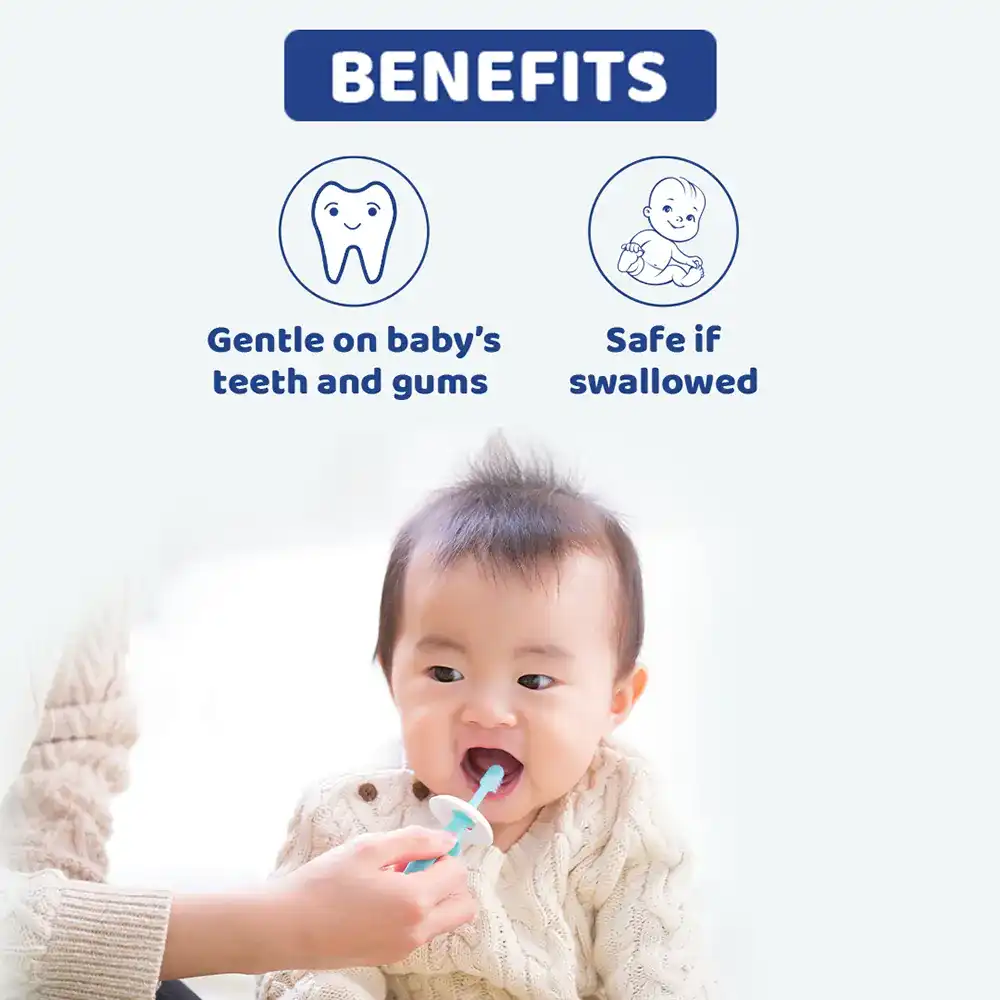 BENEFITS
Gentle on baby's
teeth and gums
Safe if
swallowed